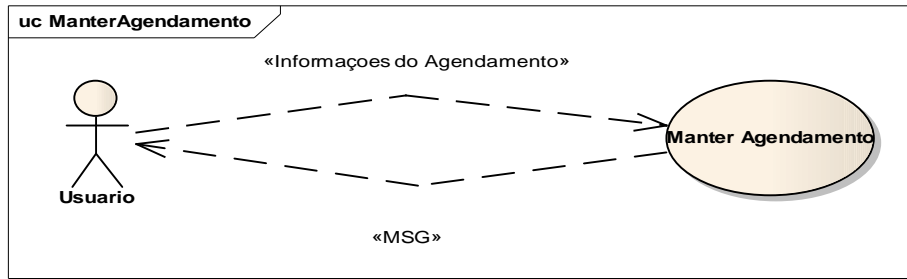 uc ManterAgendamento
«Informaçoes do Agendamento»
Manter Agendamento
Usuario
«MSG»